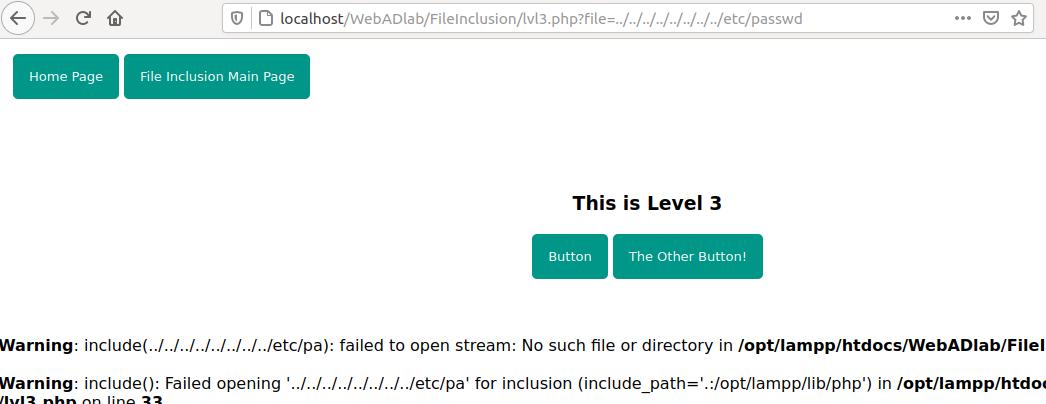 localhost/WebADlab/FileInclusion/lvl3.php?file=../../../../../../../../etc/passwd
Home Page File Inclusion Main Page
This is Level 3
Button The Other Button!
Warning: include(../../../../../../../../etc/pa): failed to open stream: No such file or directory in /opt/lampp/htdocs/WebADlab/FileI
Warning: include(): Failed opening '../../../../../../../../etc/pa' for inclusion (include_path='.:/opt/lampp/lib/php') in /opt/lampp/htdoc
/lvl3.php on line 33